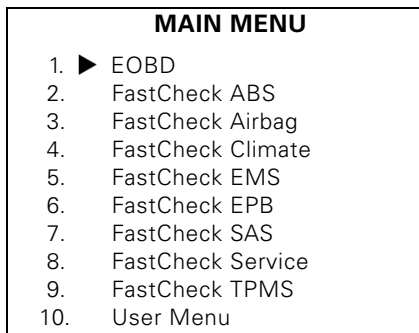 MAIN MENU
1. ▶ EOBD
2. FastCheck ABS
3. FastCheck Airbag
4. FastCheck Climate
5. FastCheck EMS
6. FastCheck EPB
7. FastCheck SAS
8. FastCheck Service
9. FastCheck TPMS
10. User Menu